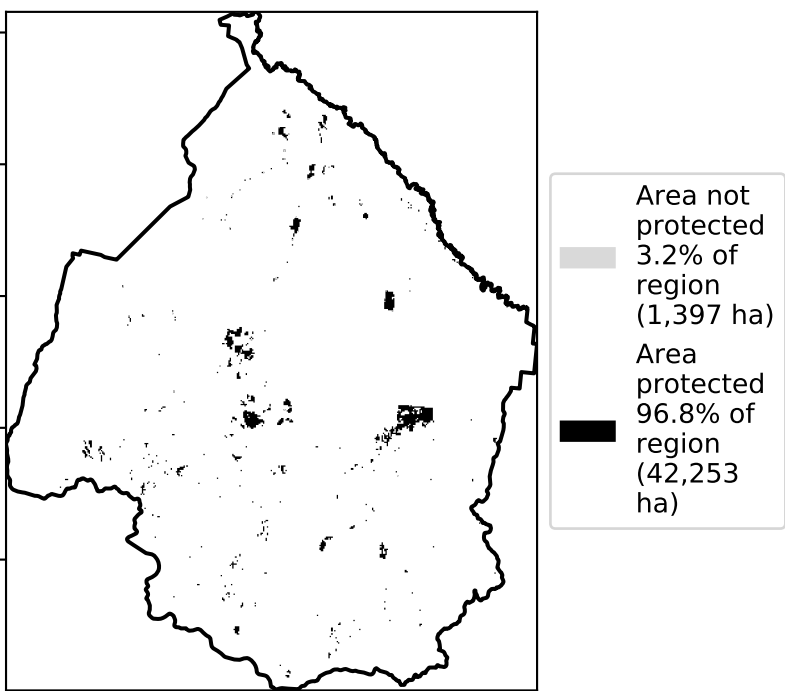 Area not
protected
3.2% of
region
(1,397 ha)
Area
protected
96.8% of
region
(42,253
ha)